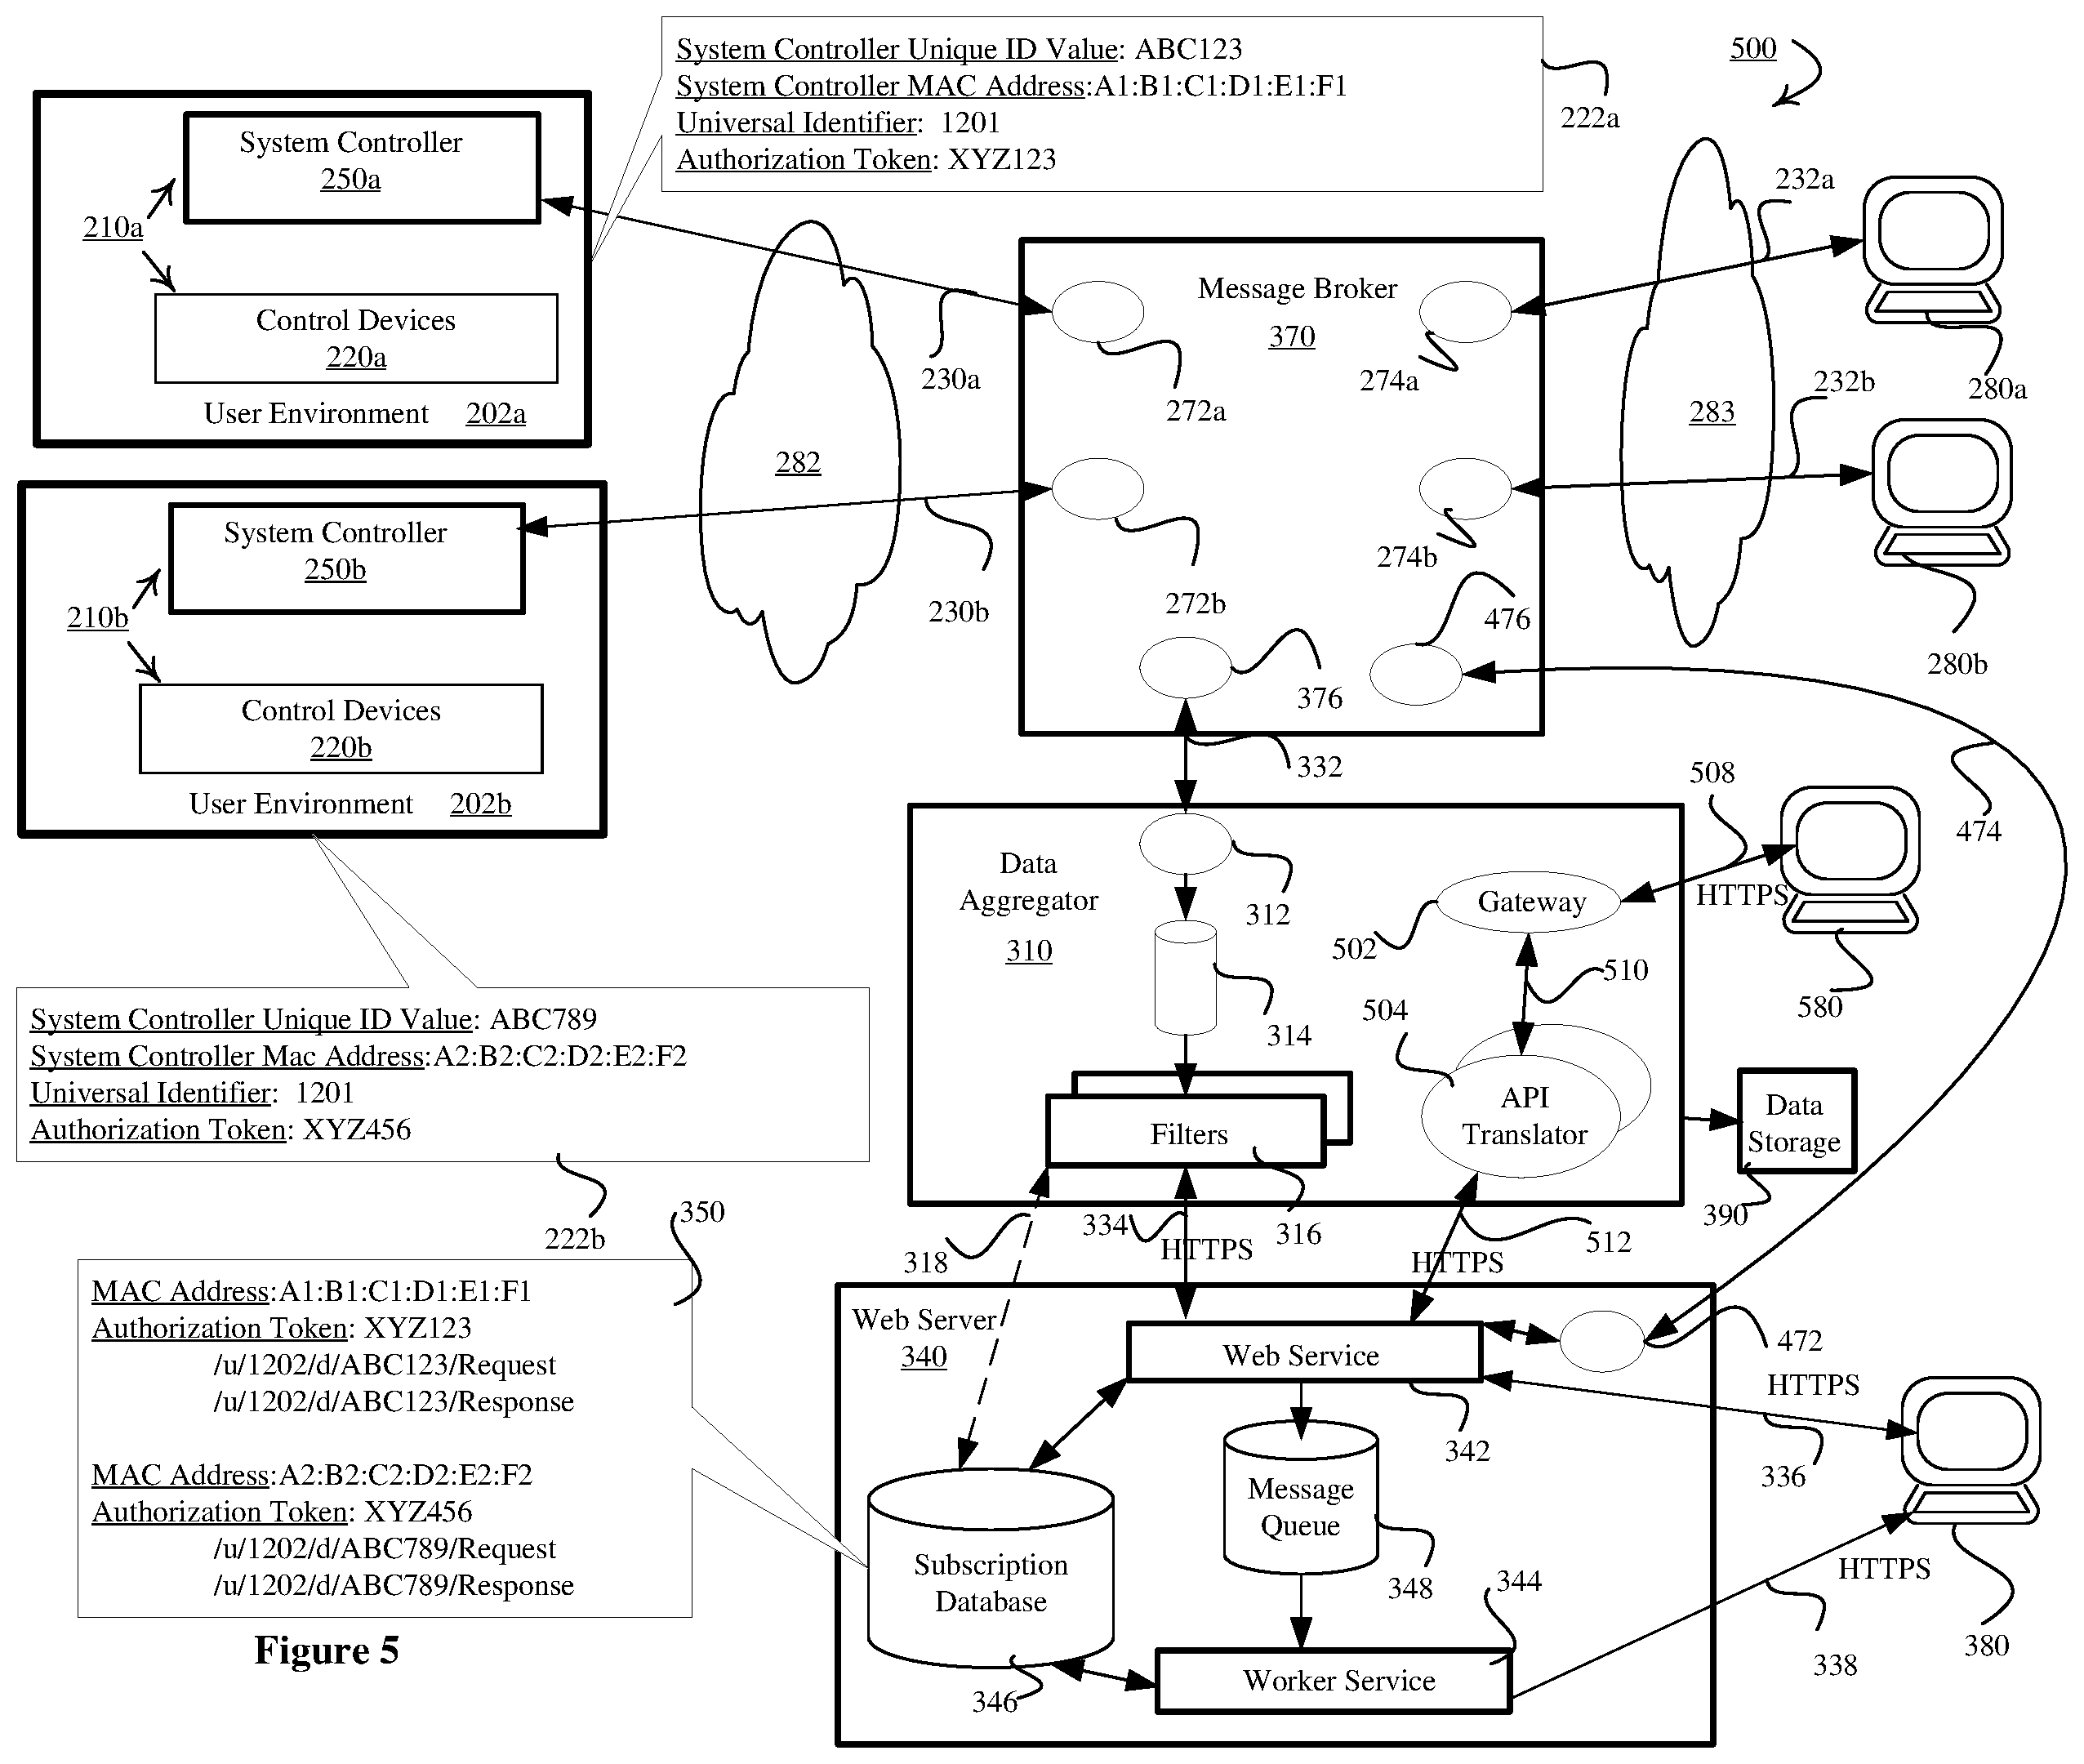 System Controller Unique ID Value: ABC123
System Controller MAC Address:A1:B1:C1:D1:E1:F1
Universal Identifier: 1201
Authorization Token: XYZ123
222a
500
System Controller
250a
210a
Control Devices
220a
User Environment 202a
System Controller
250b
210b
Control Devices
220b
User Environment 202b
282
230a
230b
Message Broker
370
272a
274a
272b
274b
476
376
332
283
232a
280a
232b
280b
474
Data
Aggregator
310
312
314
Filters
316
Gateway
502
508
HTTPS
510
504
API
Translator
580
Data
Storage
390
System Controller Unique ID Value: ABC789
System Controller Mac Address:A2:B2:C2:D2:E2:F2
Universal Identifier: 1201
Authorization Token: XYZ456
222b
350
318
334
HTTPS
HTTPS
512
MAC Address:A1:B1:C1:D1:E1:F1
Authorization Token: XYZ123
/u/1202/d/ABC123/Request
/u/1202/d/ABC123/Response
MAC Address:A2:B2:C2:D2:E2:F2
Authorization Token: XYZ456
/u/1202/d/ABC789/Request
/u/1202/d/ABC789/Response
Web Server
340
Web Service
342
472
HTTPS
336
Message
Queue
348
Subscription
Database
346
344
Worker Service
HTTPS
338
380
Figure 5